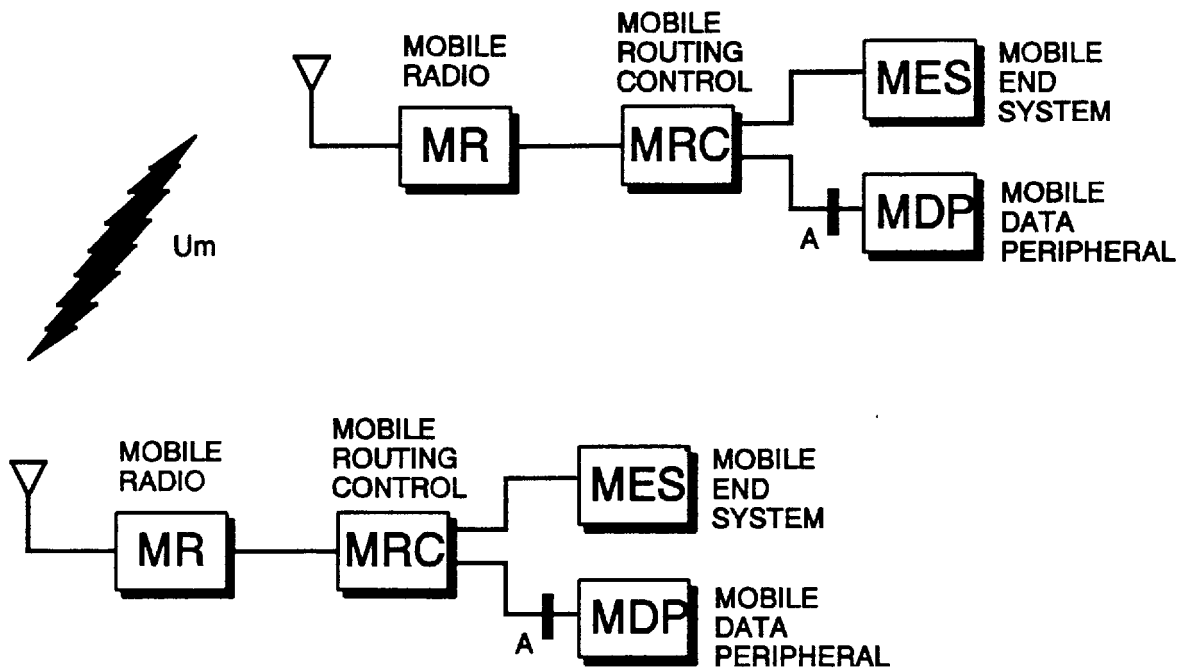 MOBILE
RADIO
MOBILE
ROUTING
CONTROL
MR
MRC
MES
MOBILE
END
SYSTEM
A
MDP
MOBILE
DATA
PERIPHERAL
Um
MOBILE
RADIO
MOBILE
ROUTING
CONTROL
MR
MRC
MES
MOBILE
END
SYSTEM
A
MDP
MOBILE
DATA
PERIPHERAL